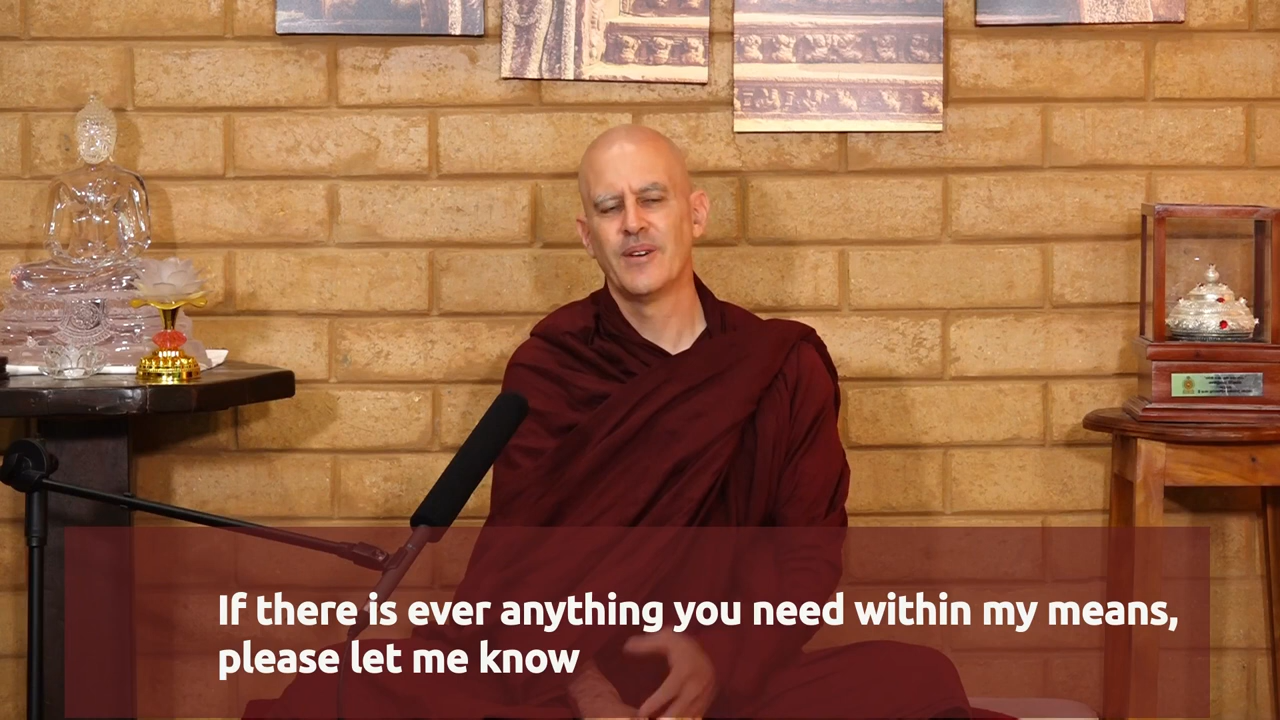 If there is ever anything you need within my means,
please let me know